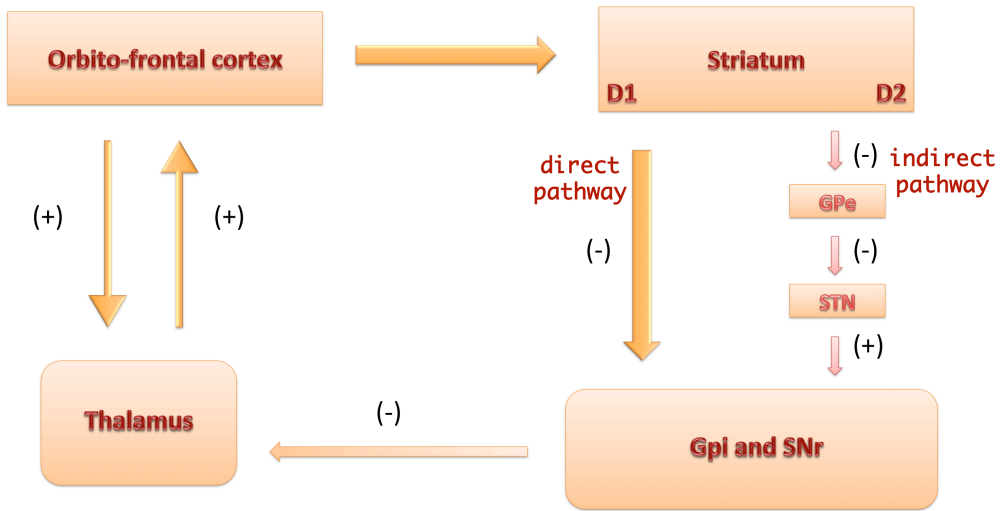 Orbito-frontal cortex
Striatum
D1
D2
direct
pathway
(-)
indirect
pathway
GPe
(+)
(+)
(-)
(-)
STN
(+)
Thalamus
(-)
Gpi and SNr